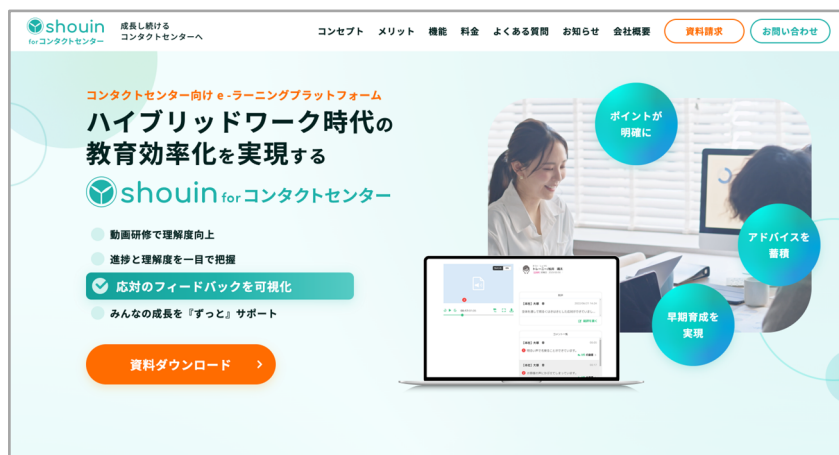 shouin
forコンタクトセンター
成長し続ける
コンタクトセンターへ
コンセプト メリット 機能 料金 よくある質問 お知らせ 会社概要 資料請求 お問い合わせ
コンタクトセンター向け e -ラーニングプラットフォーム
ハイブリッドワーク時代の
教育効率化を実現する
shouin for コンタクトセンター
動画研修で理解度向上
進捗と理解度を一目で把握
応対のフィードバックを可視化
みんなの成長を『ずっと』サポート
資料ダウンロード
ポイントが
明確に
アドバイスを
蓄積
早期育成を
実現